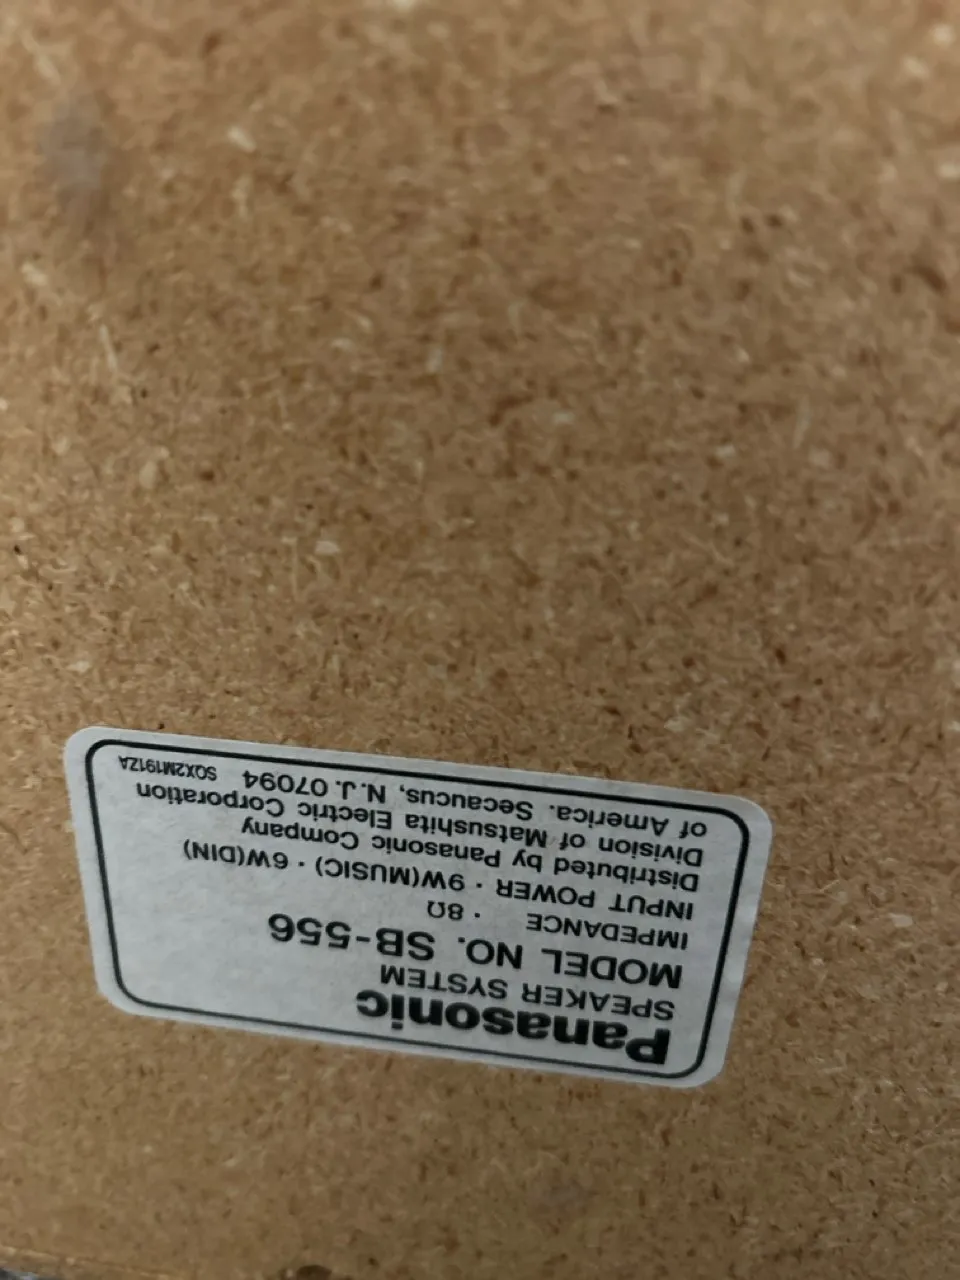 Panasonic
SPEAKER SYSTEM
MODEL NO. SB-556
IMPEDANCE · 8Ω
INPUT POWER · 9W(MUSIC) · 6W(DIN)
Distributed by Panasonic Company
Division of Matsushita Electric Corporation
of America. Secaucus, N.J. 07094 SQX2M191ZA